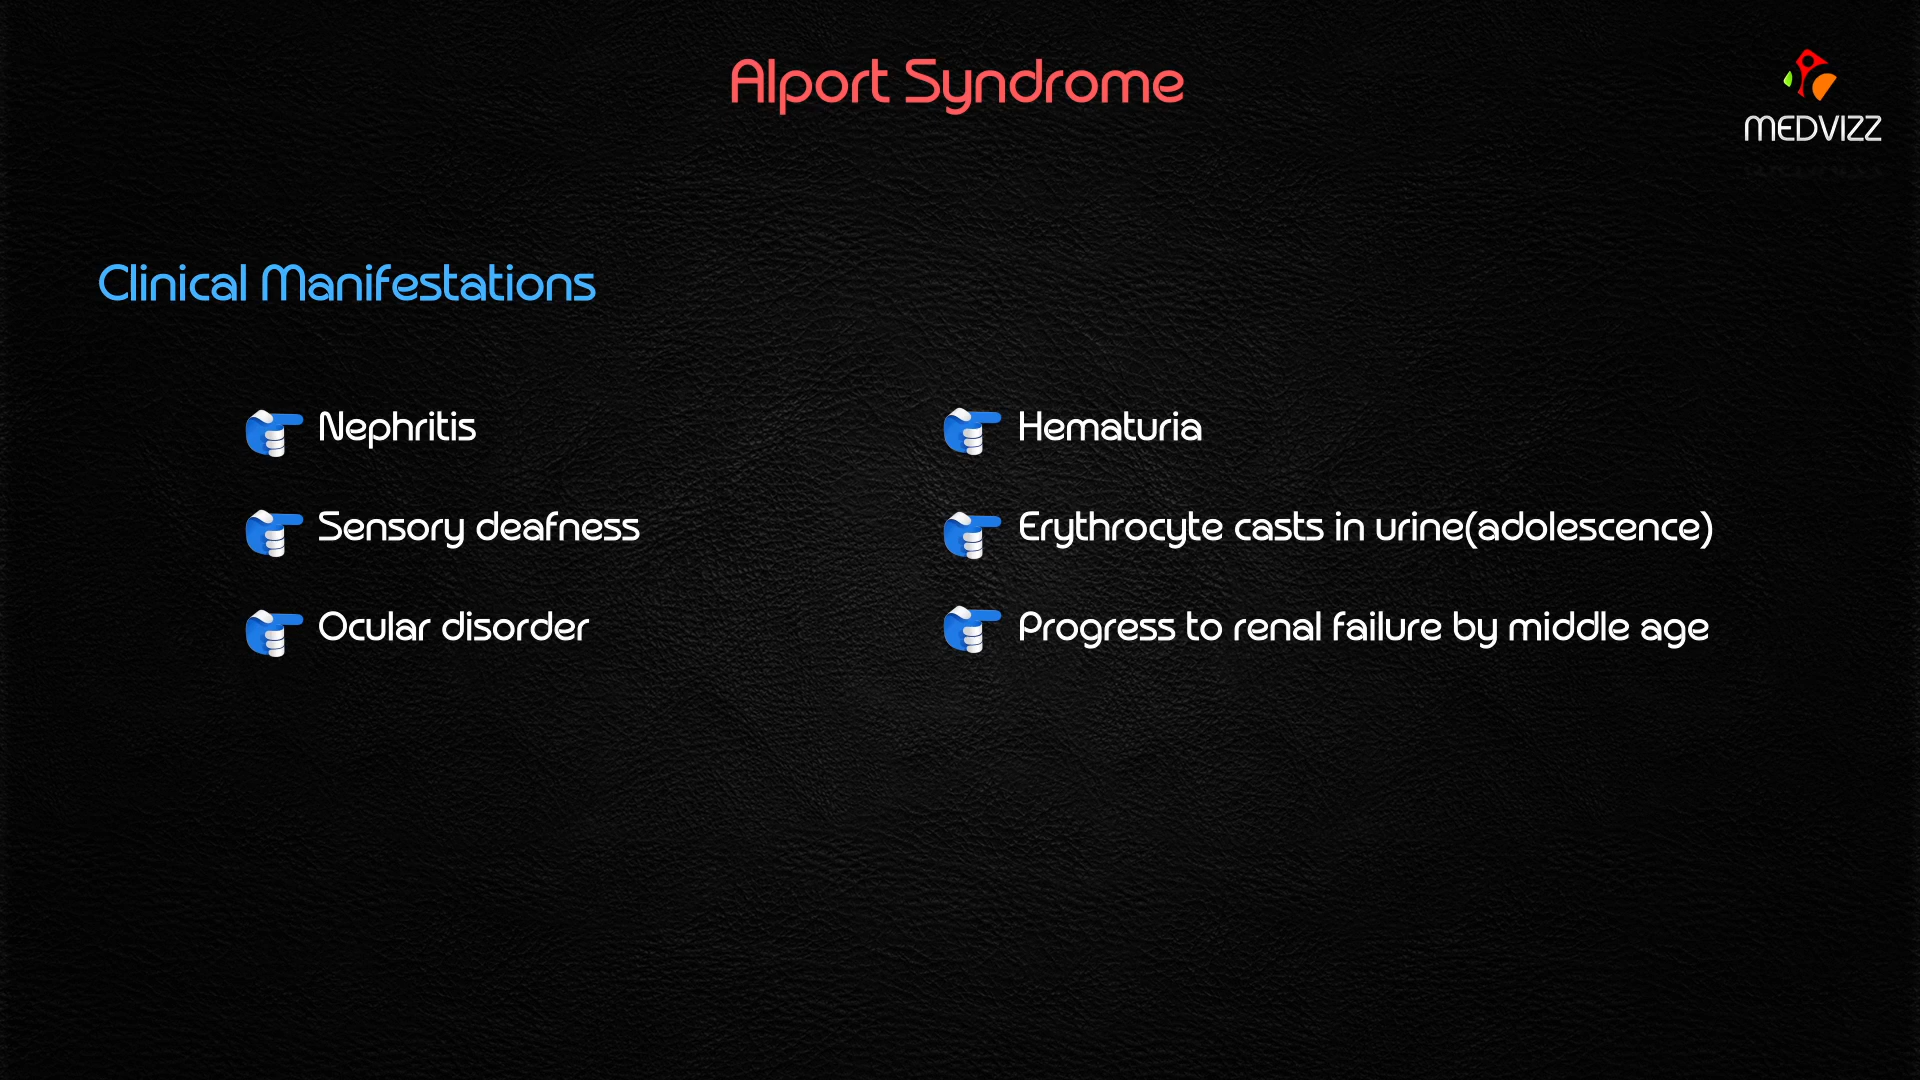 Alport Syndrome
MEDVIZZ
Clinical Manifestations
Nephritis
Sensory deafness
Ocular disorder
Hematuria
Erythrocyte casts in urine(adolescence)
Progress to renal failure by middle age